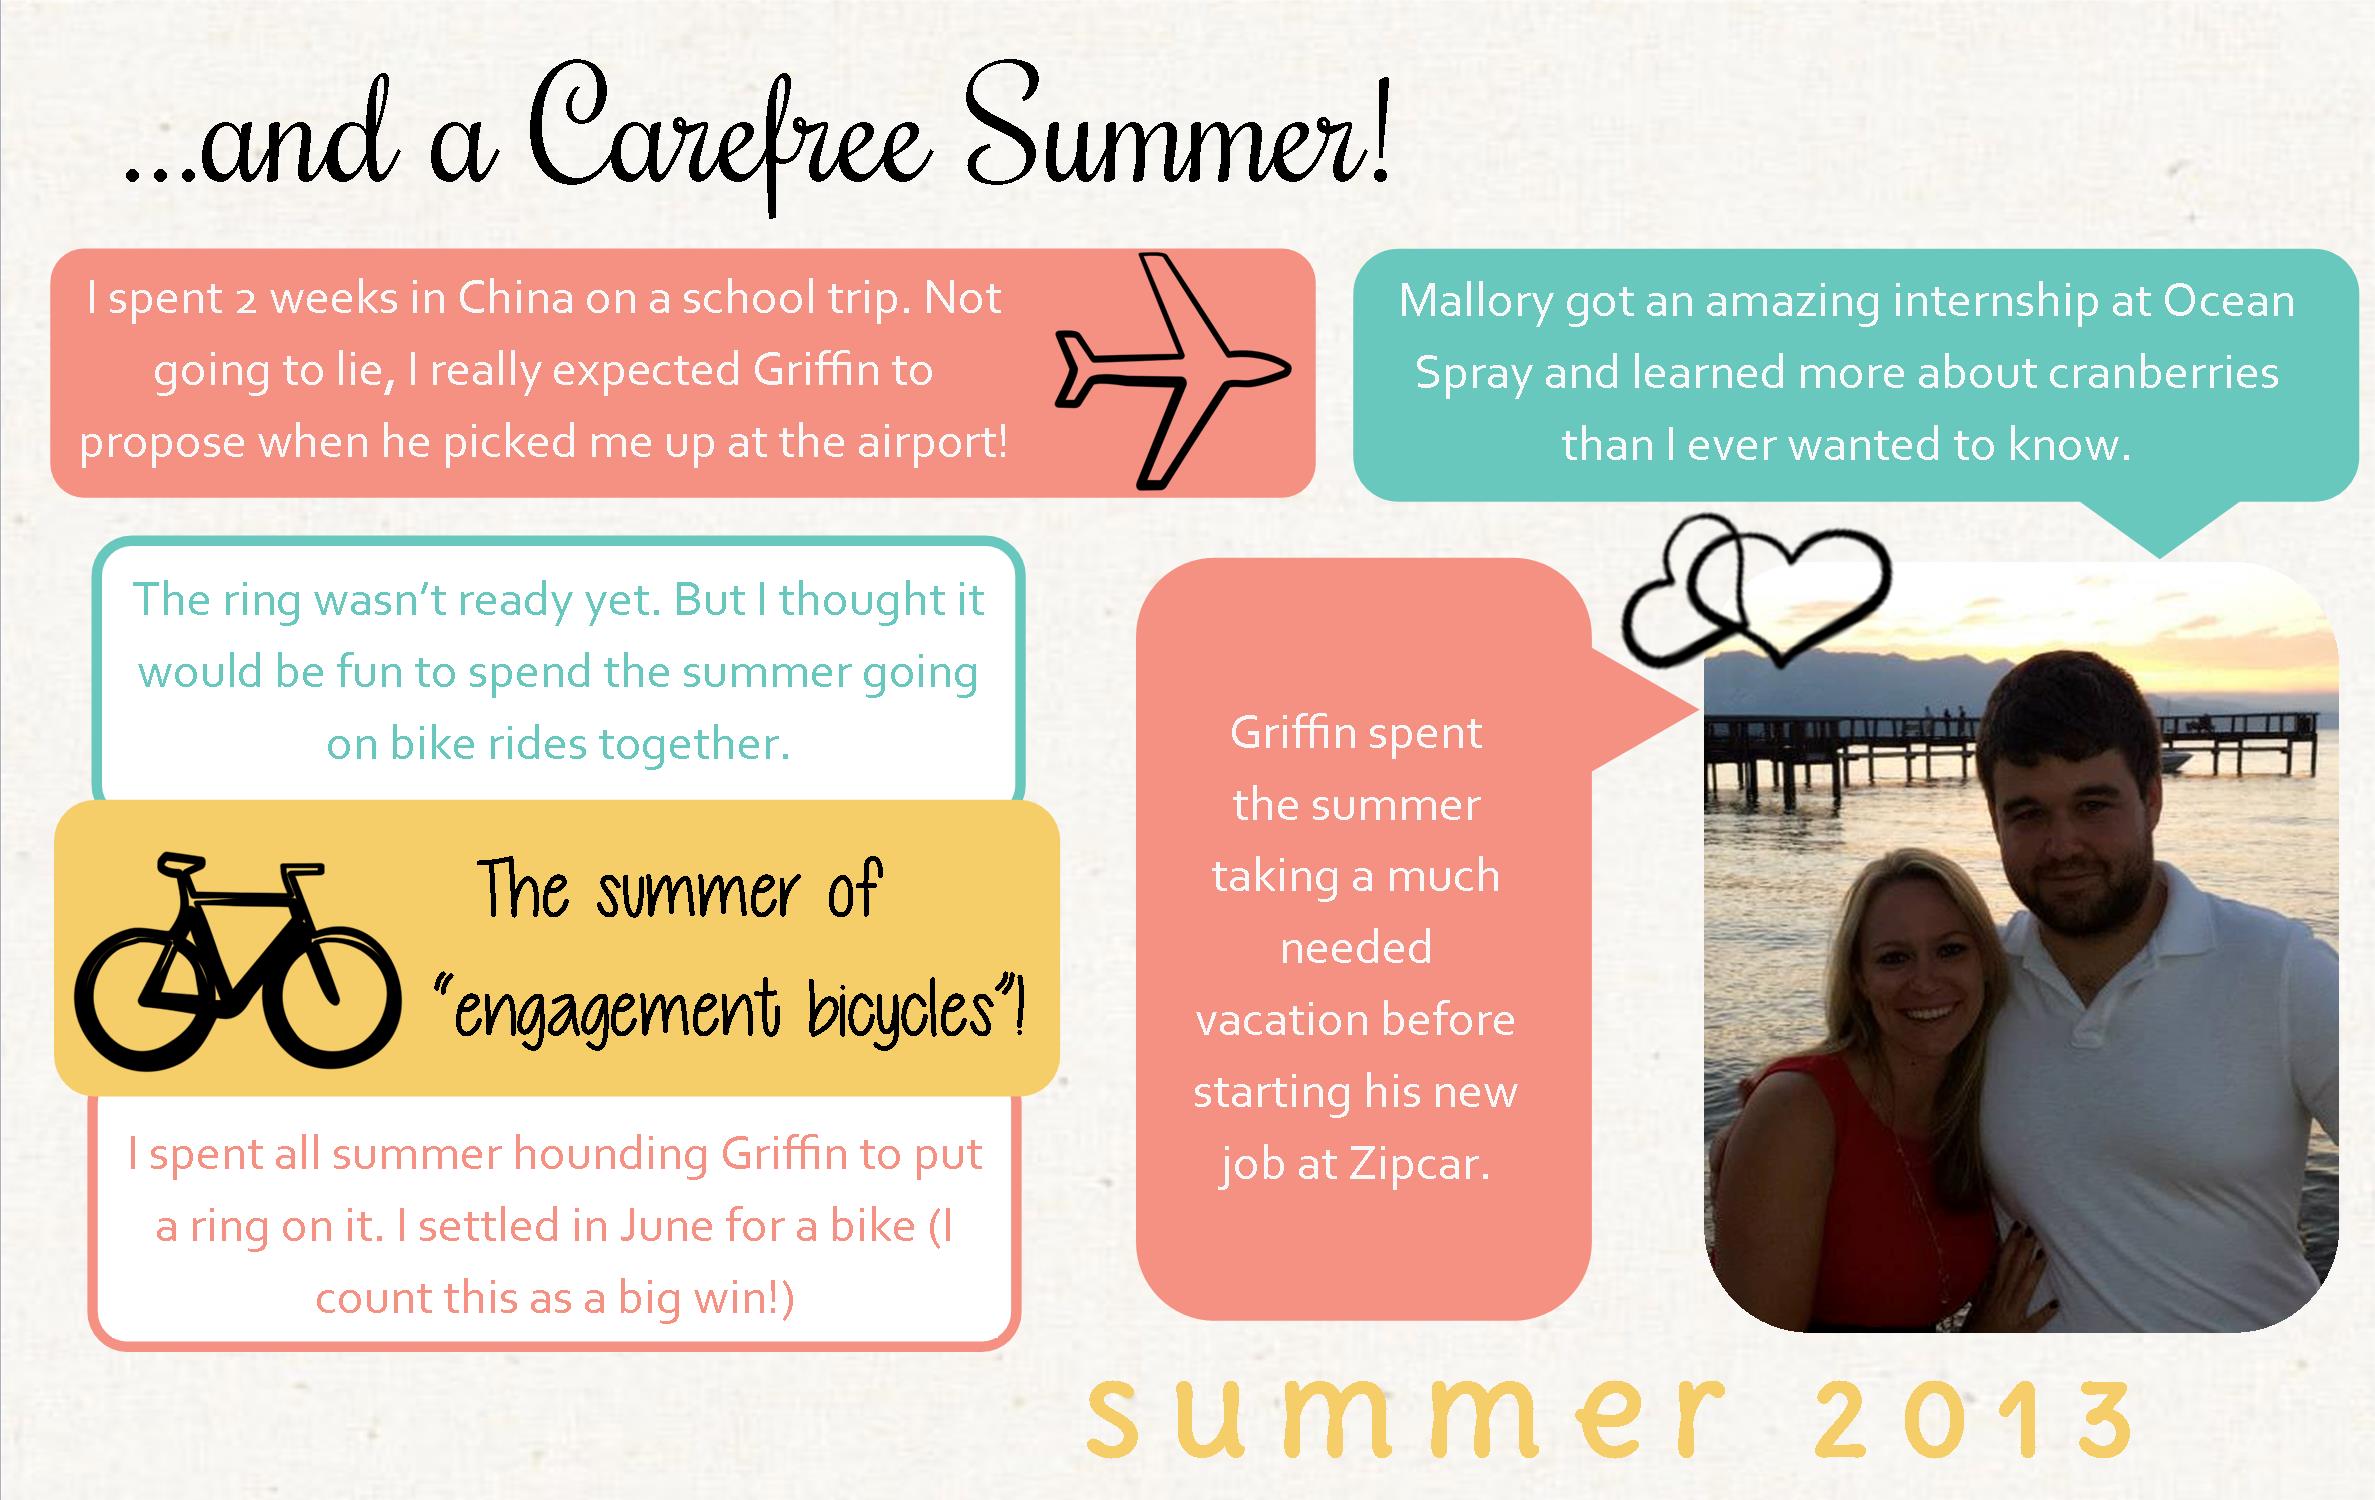 ...and a Carefree Summer!
I spent 2 weeks in China on a school trip. Not
going to lie, I really expected Griffin to
propose when he picked me up at the airport!
Mallory got an amazing internship at Ocean
Spray and learned more about cranberries
than I ever wanted to know.
The ring wasn’t ready yet. But I thought it
would be fun to spend the summer going
on bike rides together.
The summer of
“engagement bicycles”!
I spent all summer hounding Griffin to put
a ring on it. I settled in June for a bike (I
count this as a big win!)
Griffin spent
the summer
taking a much
needed
vacation before
starting his new
job at Zipcar.
summer 2013